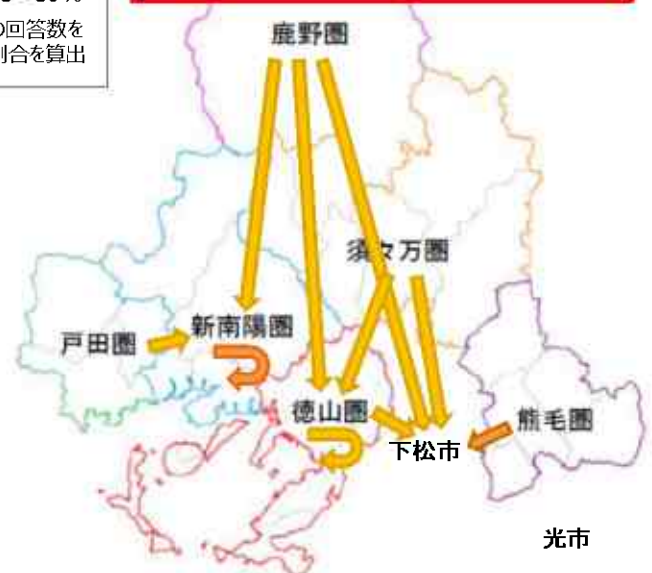 の回答数を
割合を算出
鹿野圏
須々万圏
新南陽圏
戸田圏
徳山圏
熊毛圏
下松市
光市